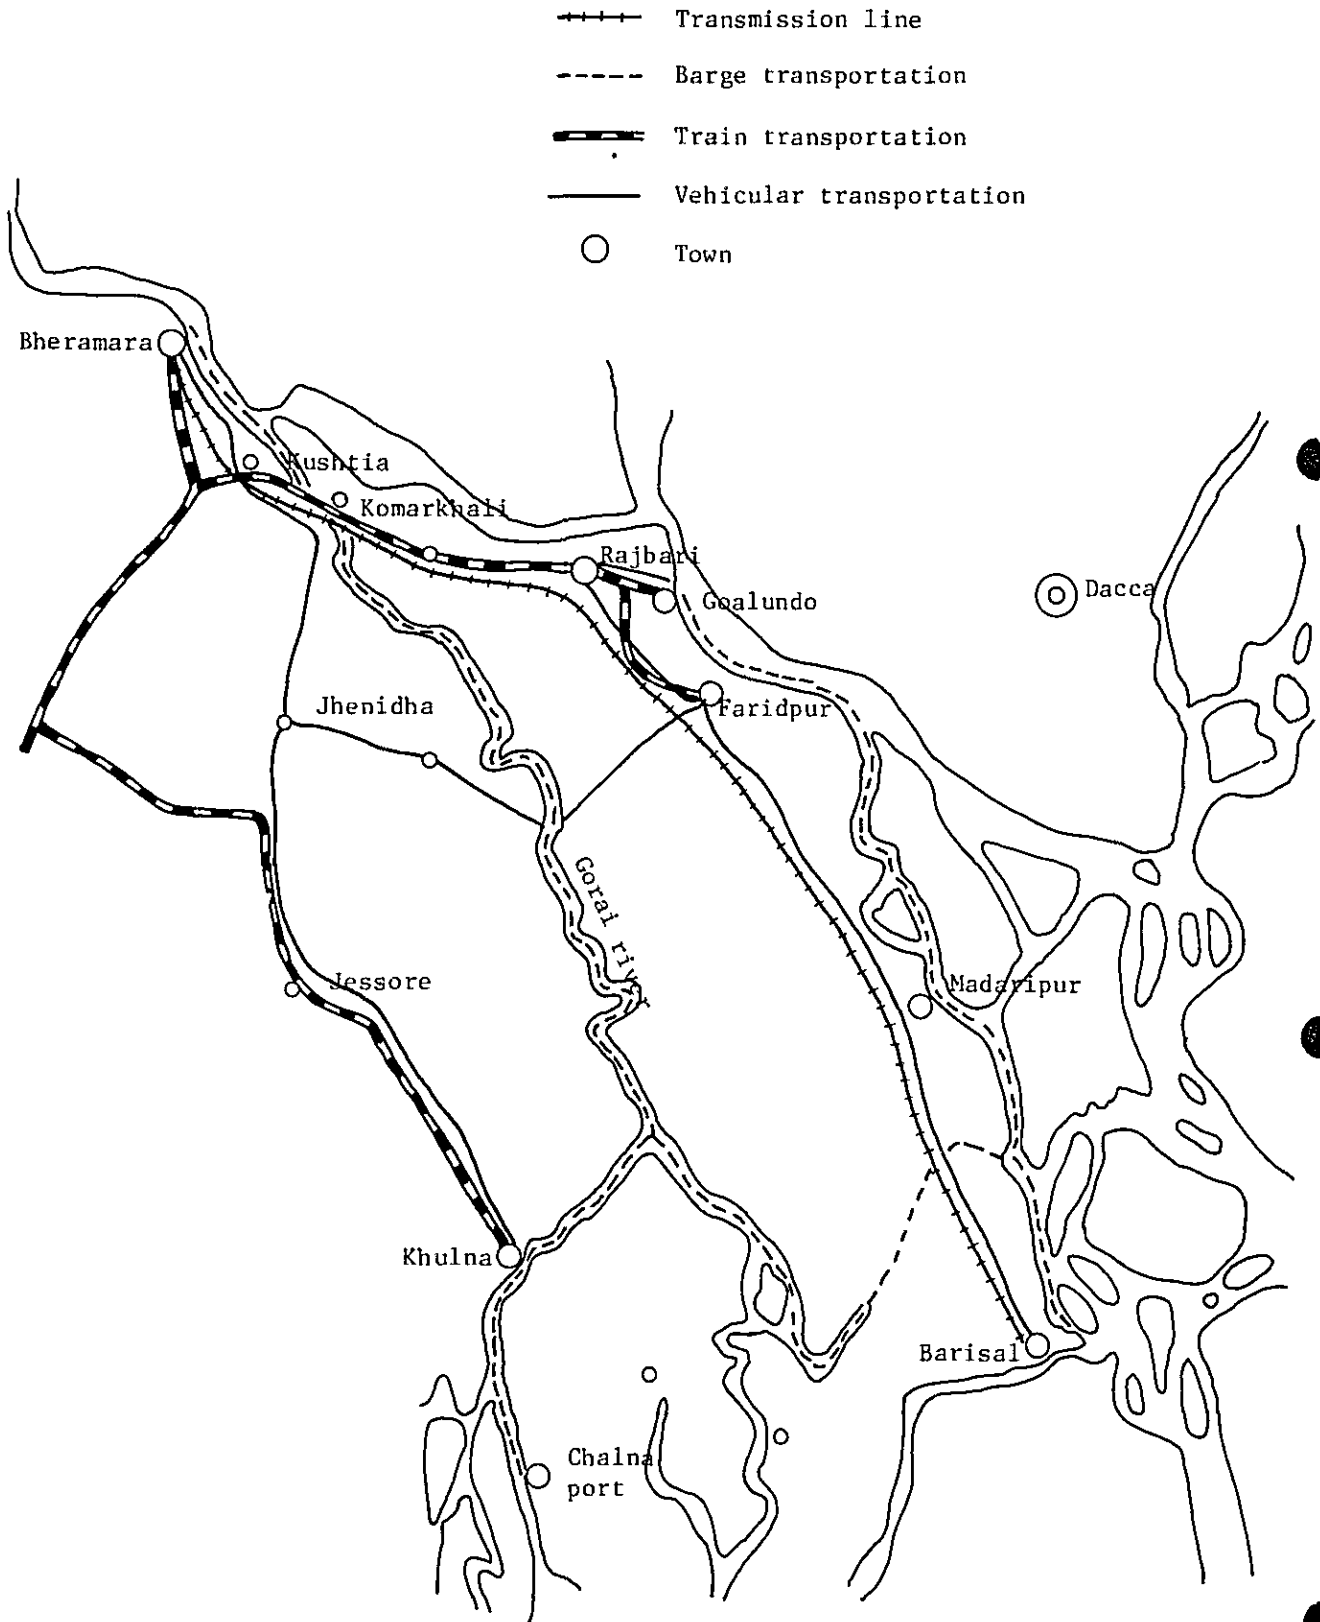 Transmission line
Barge transportation
Train transportation
Vehicular transportation
Town
Bheramara
Kushtia
Komarkhali
Rajbari
Goalundo
Dacca
Jhenidha
Faridpur
Gorai river
Jessore
Madaripur
Khulna
Barisal
Chalna
port